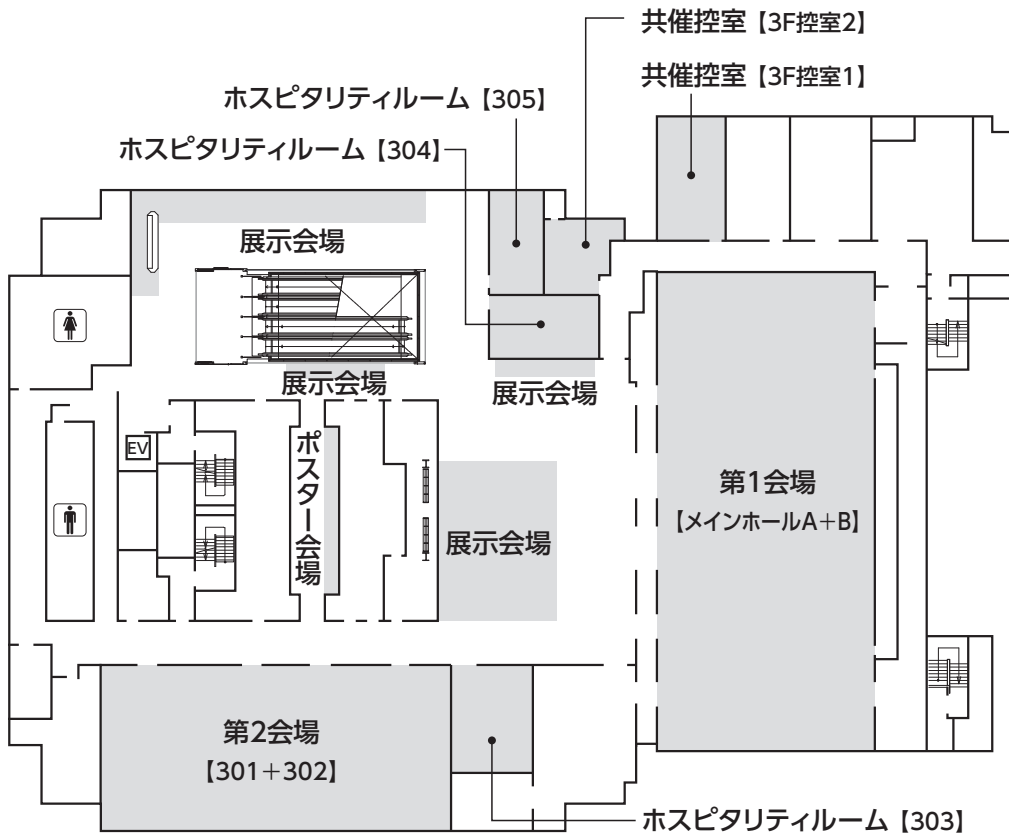 共催控室【3F控室2】
共催控室【3F控室1】
ホスピタリティルーム【305】
ホスピタリティルーム【304】
展示会場
展示会場
展示会場
EV
ポスター会場
展示会場
第1会場
【メインホールA+B】
第2会場
【301+302】
ホスピタリティルーム【303】